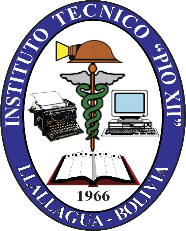 INSTITUTO TECNICO "PIO XII"
1966
LLALLAGUA - BOLIVIA